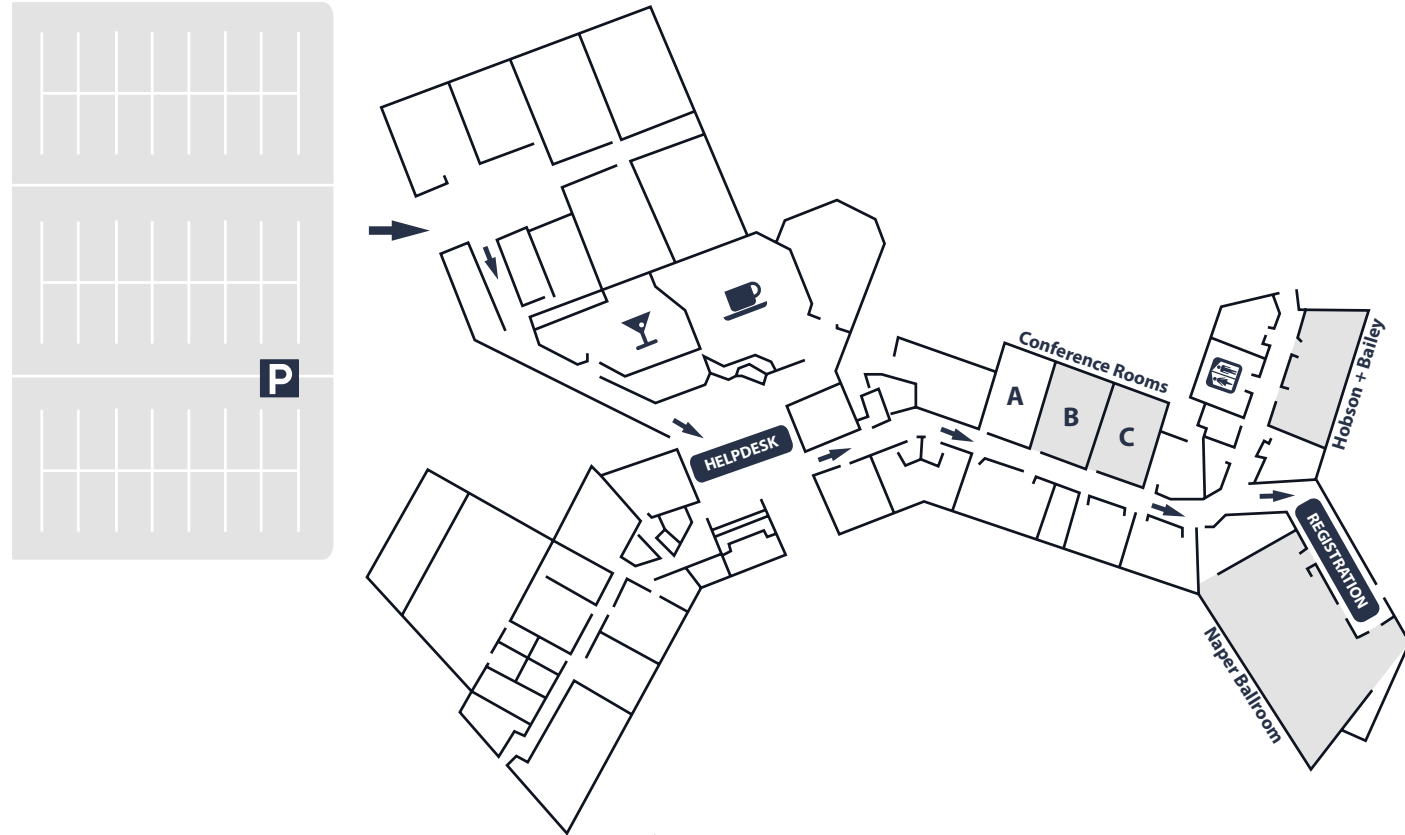 P
HELPDESK
Conference Rooms
A
B
C
Hobson + Bailey
REGISTRATION
Naper Ballroom